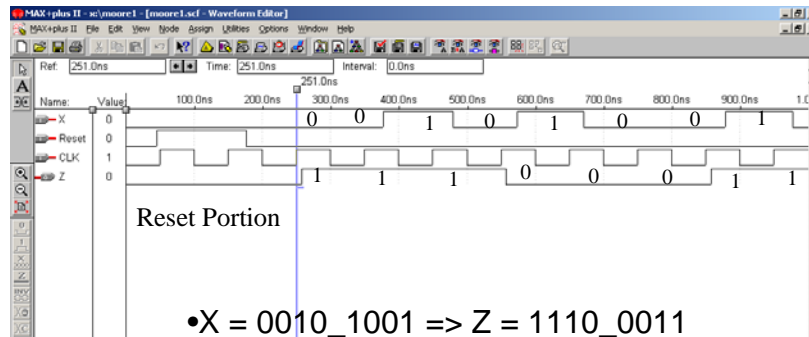 MAX+plus II - x:\moore1 - [moore1.scf - Waveform Editor]
MAX+plus II File Edit View Node Assign Utilities Options Window Help
Ref: 251.0ns Time: 251.0ns Interval: 0.0ns
251.0ns
Name: Value: 100.0ns 200.0ns 300.0ns 400.0ns 500.0ns 600.0ns 700.0ns 800.0ns 900.0ns 1.0
X 0 0 0 1 0 1 0 0 1
Reset 0
CLK 1
Z 0 1 1 1 0 0 0 1 1
Reset Portion
•X = 0010_1001 => Z = 1110_0011